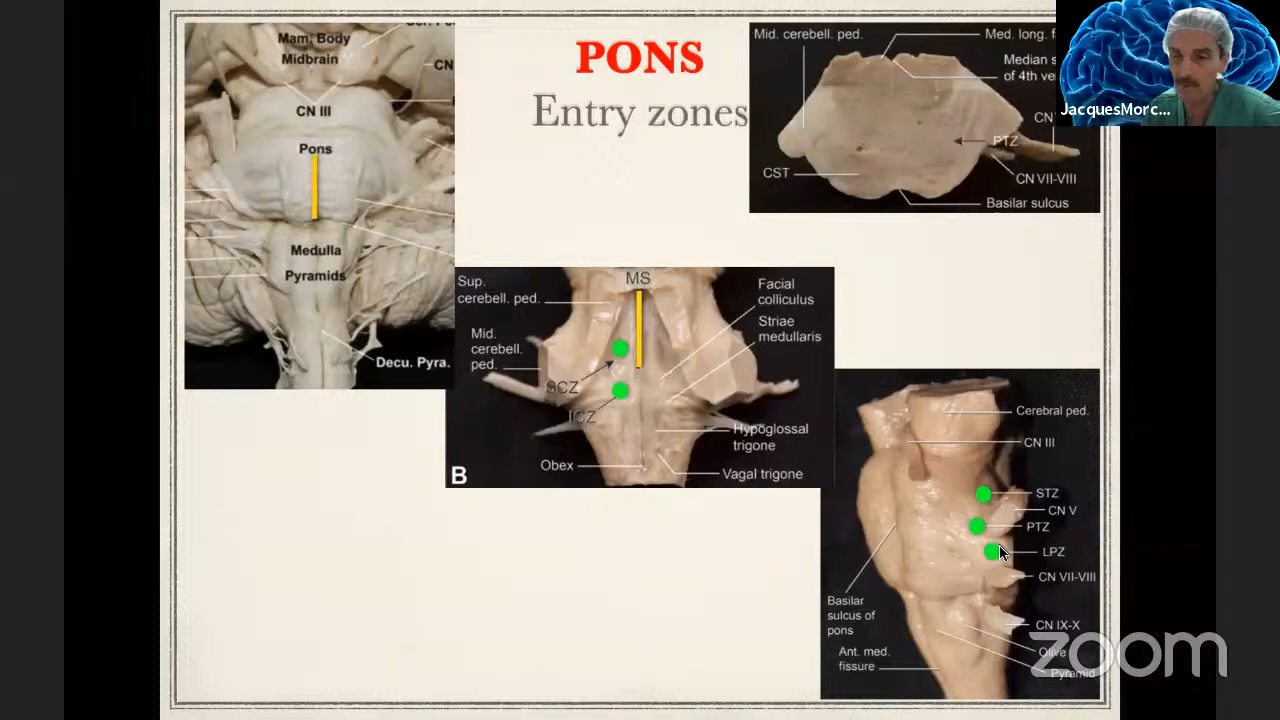 PONS
Entry zones
Mam. Body
Midbrain
CN
CN III
Pons
Medulla
Pyramids
Decu. Pyra.
Mid. cerebell. ped.
Med. long. f
Median s
of 4th ve
CN
PTZ
CST
CN VII-VIII
Basilar sulcus
JacquesMorc...
MS
Sup.
cerebell. ped.
Mid.
cerebell.
ped.
Facial
colliculus
Striae
medullaris
SCZ
ICZ
Hypoglossal
trigone
Obex
Vagal trigone
B
Cerebral ped.
CN III
STZ
CN V
PTZ
LPZ
CN VII-VIII
Basilar
sulcus of
pons
CN IX-X
Olive
Ant. med.
fissure
Pyramid
zoom